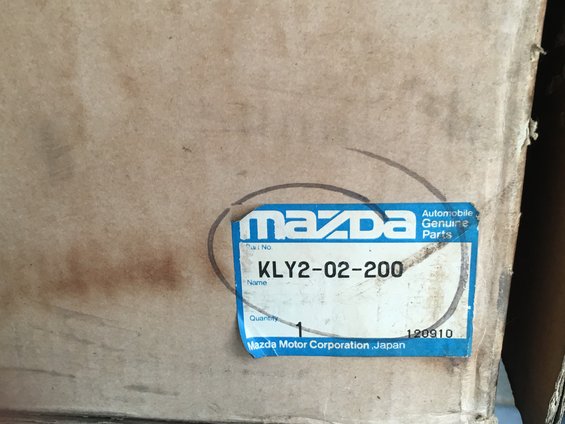 mazda
Automobile
Genuine
Parts
Part No.
KLY2-02-200
Name
Quantity
1
120910
Mazda Motor Corporation, Japan